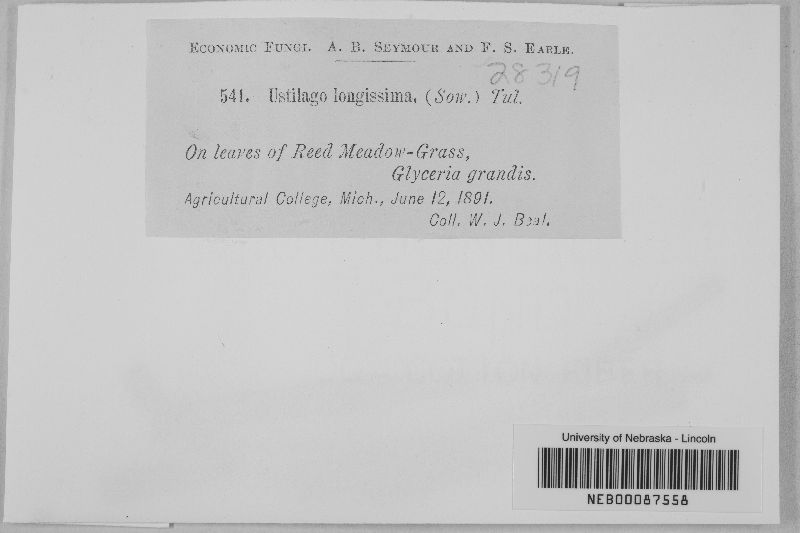 ECONOMIC FUNGI. A. B. SEYMOUR AND F. S. EARLE.
28319
541. Ustilago longissima, (Sow.) Tul.
On leaves of Reed Meadow-Grass,
Glyceria grandis.
Agricultural College, Mich., June 12, 1891.
Coll. W. J. Beal.
University of Nebraska - Lincoln
NEB00087558